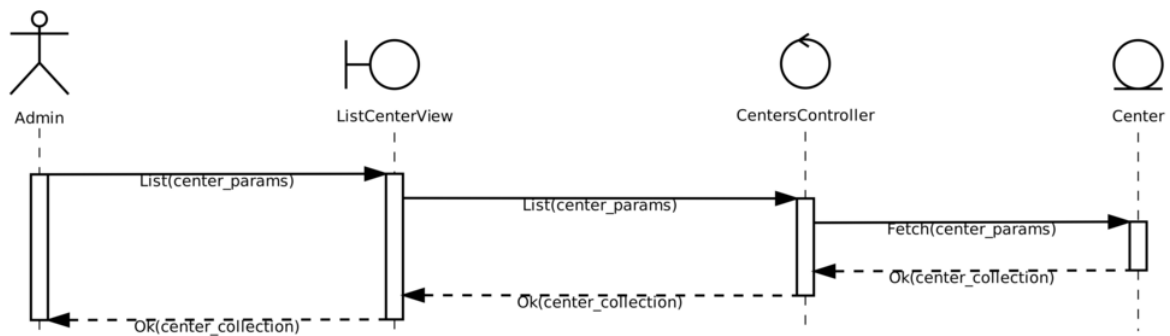 Admin
ListCenterView
CentersController
Center
List(center_params)
List(center_params)
Fetch(center_params)
Ok(center_collection)
Ok(center_collection)
Ok(center_collection)